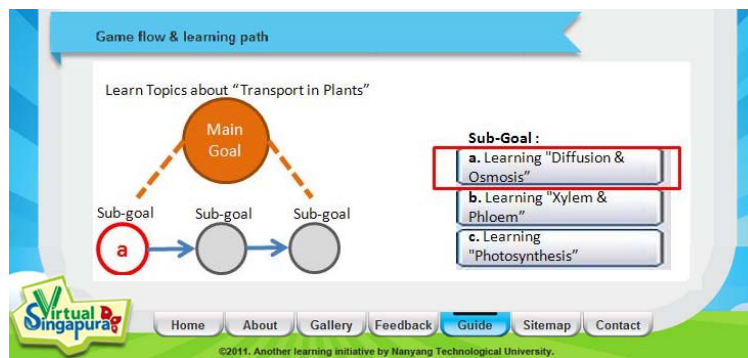 Game flow & learning path
Learn Topics about "Transport in Plants"
Main
Goal
Sub-goal
Sub-goal
Sub-goal
a
Sub-Goal :
a. Learning "Diffusion &
Osmosis"
b. Learning "Xylem &
Phloem"
c. Learning
"Photosynthesis"
Virtual
Singapura
Home
About
Gallery
Feedback
Guide
Sitemap
Contact
©2011. Another learning initiative by Nanyang Technological University.